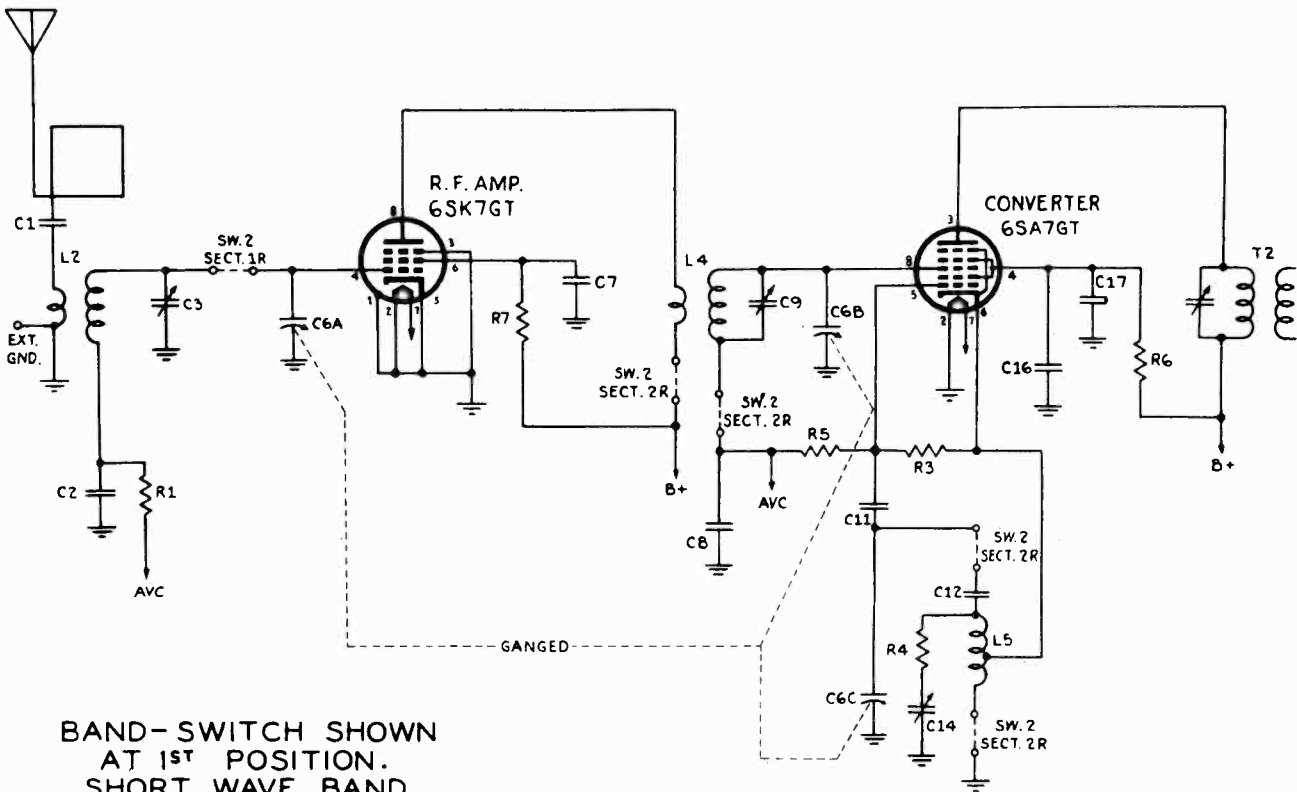 R.F. AMP.
6SK7GT
CONVERTER
6SA7GT
C1
L2
EXT.
GND.
C3
SW. 2
SECT. 1R
C6A
4
8
3
6
1
2
7
5
R7
C7
L4
SW. 2
SECT. 2R
B+
C9
C6B
SW. 2
SECT. 2R
8
5
3
4
2
7
6
C17
C16
R6
T2
B+
C2
R1
AVC
R5
R3
AVC
C8
C11
SW. 2
SECT. 2R
C12
R4
L5
C14
C6C
SW. 2
SECT. 2R
GANGED
BAND-SWITCH SHOWN
AT 1ST POSITION.
SHORT WAVE BAND